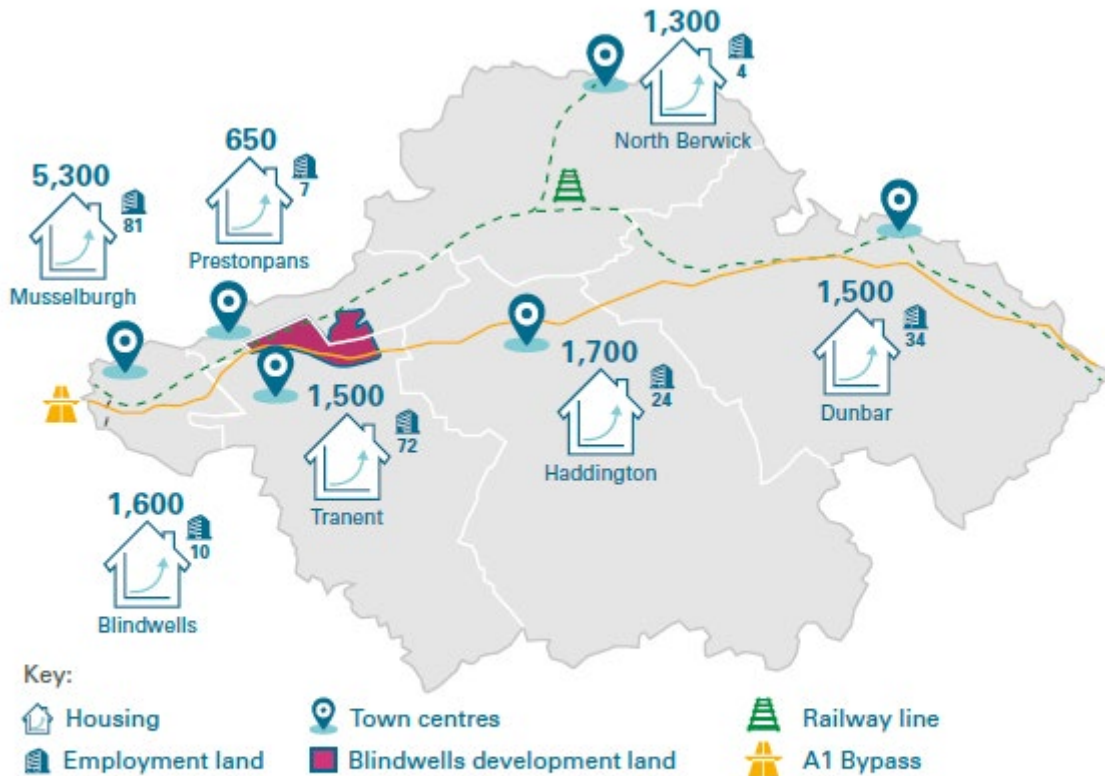 1,300
4
North Berwick
650
7
Prestonpans
5,300
81
Musselburgh
1,500
34
Dunbar
1,700
24
Haddington
1,500
72
Tranent
1,600
10
Blindwells
Key:
Housing
Town centres
Railway line
Employment land
Blindwells development land
A1 Bypass